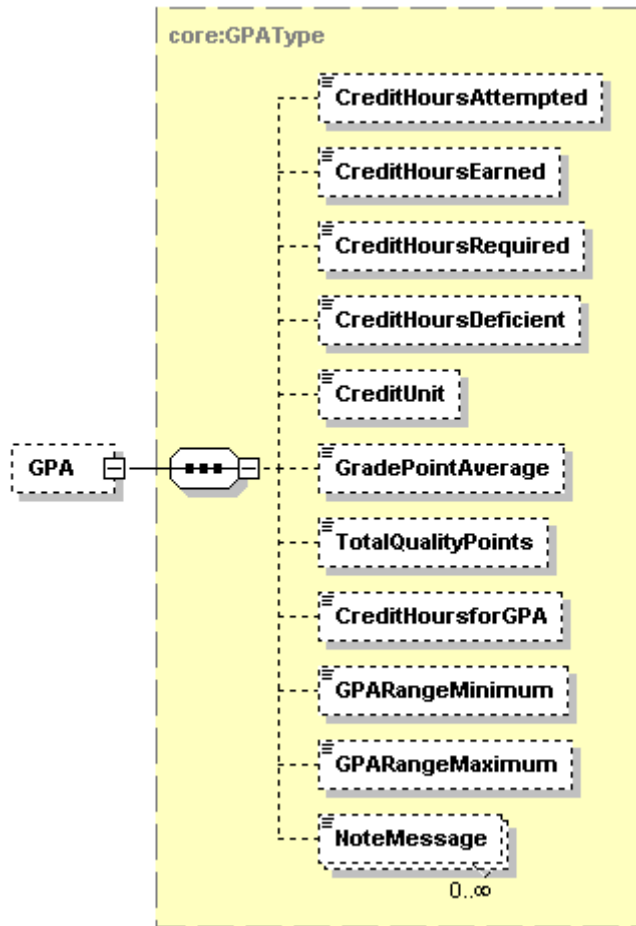 core:GPAType
CreditHoursAttempted
CreditHoursEarned
CreditHoursRequired
CreditHoursDeficient
CreditUnit
GPA
GradePointAverage
TotalQualityPoints
CreditHoursforGPA
GPARangeMinimum
GPARangeMaximum
NoteMessage
0..∞